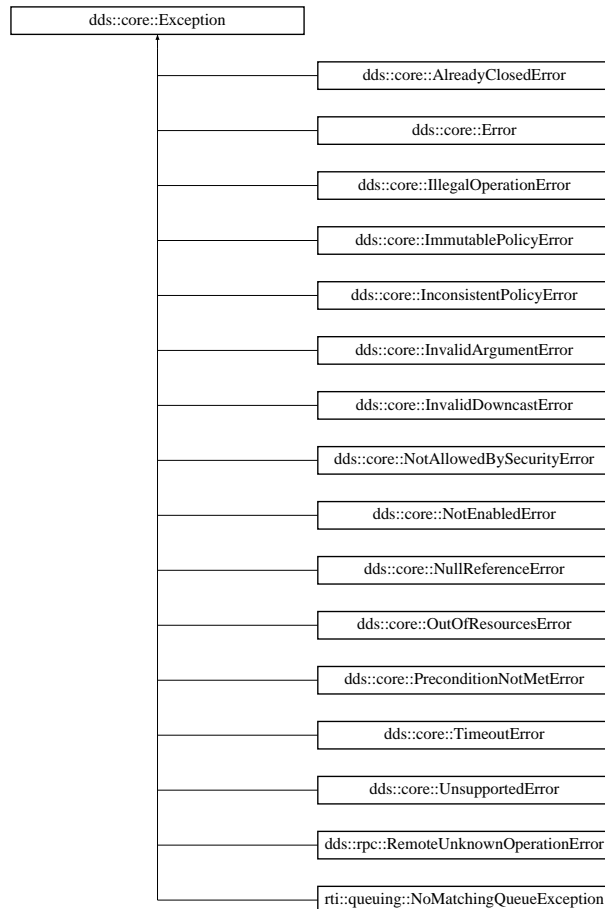 dds::core::Exception
dds::core::AlreadyClosedError
dds::core::Error
dds::core::IllegalOperationError
dds::core::ImmutablePolicyError
dds::core::InconsistentPolicyError
dds::core::InvalidArgumentError
dds::core::InvalidDowncastError
dds::core::NotAllowedBySecurityError
dds::core::NotEnabledError
dds::core::NullReferenceError
dds::core::OutOfResourcesError
dds::core::PreconditionNotMetError
dds::core::TimeoutError
dds::core::UnsupportedError
dds::rpc::RemoteUnknownOperationError
rti::queuing::NoMatchingQueueException